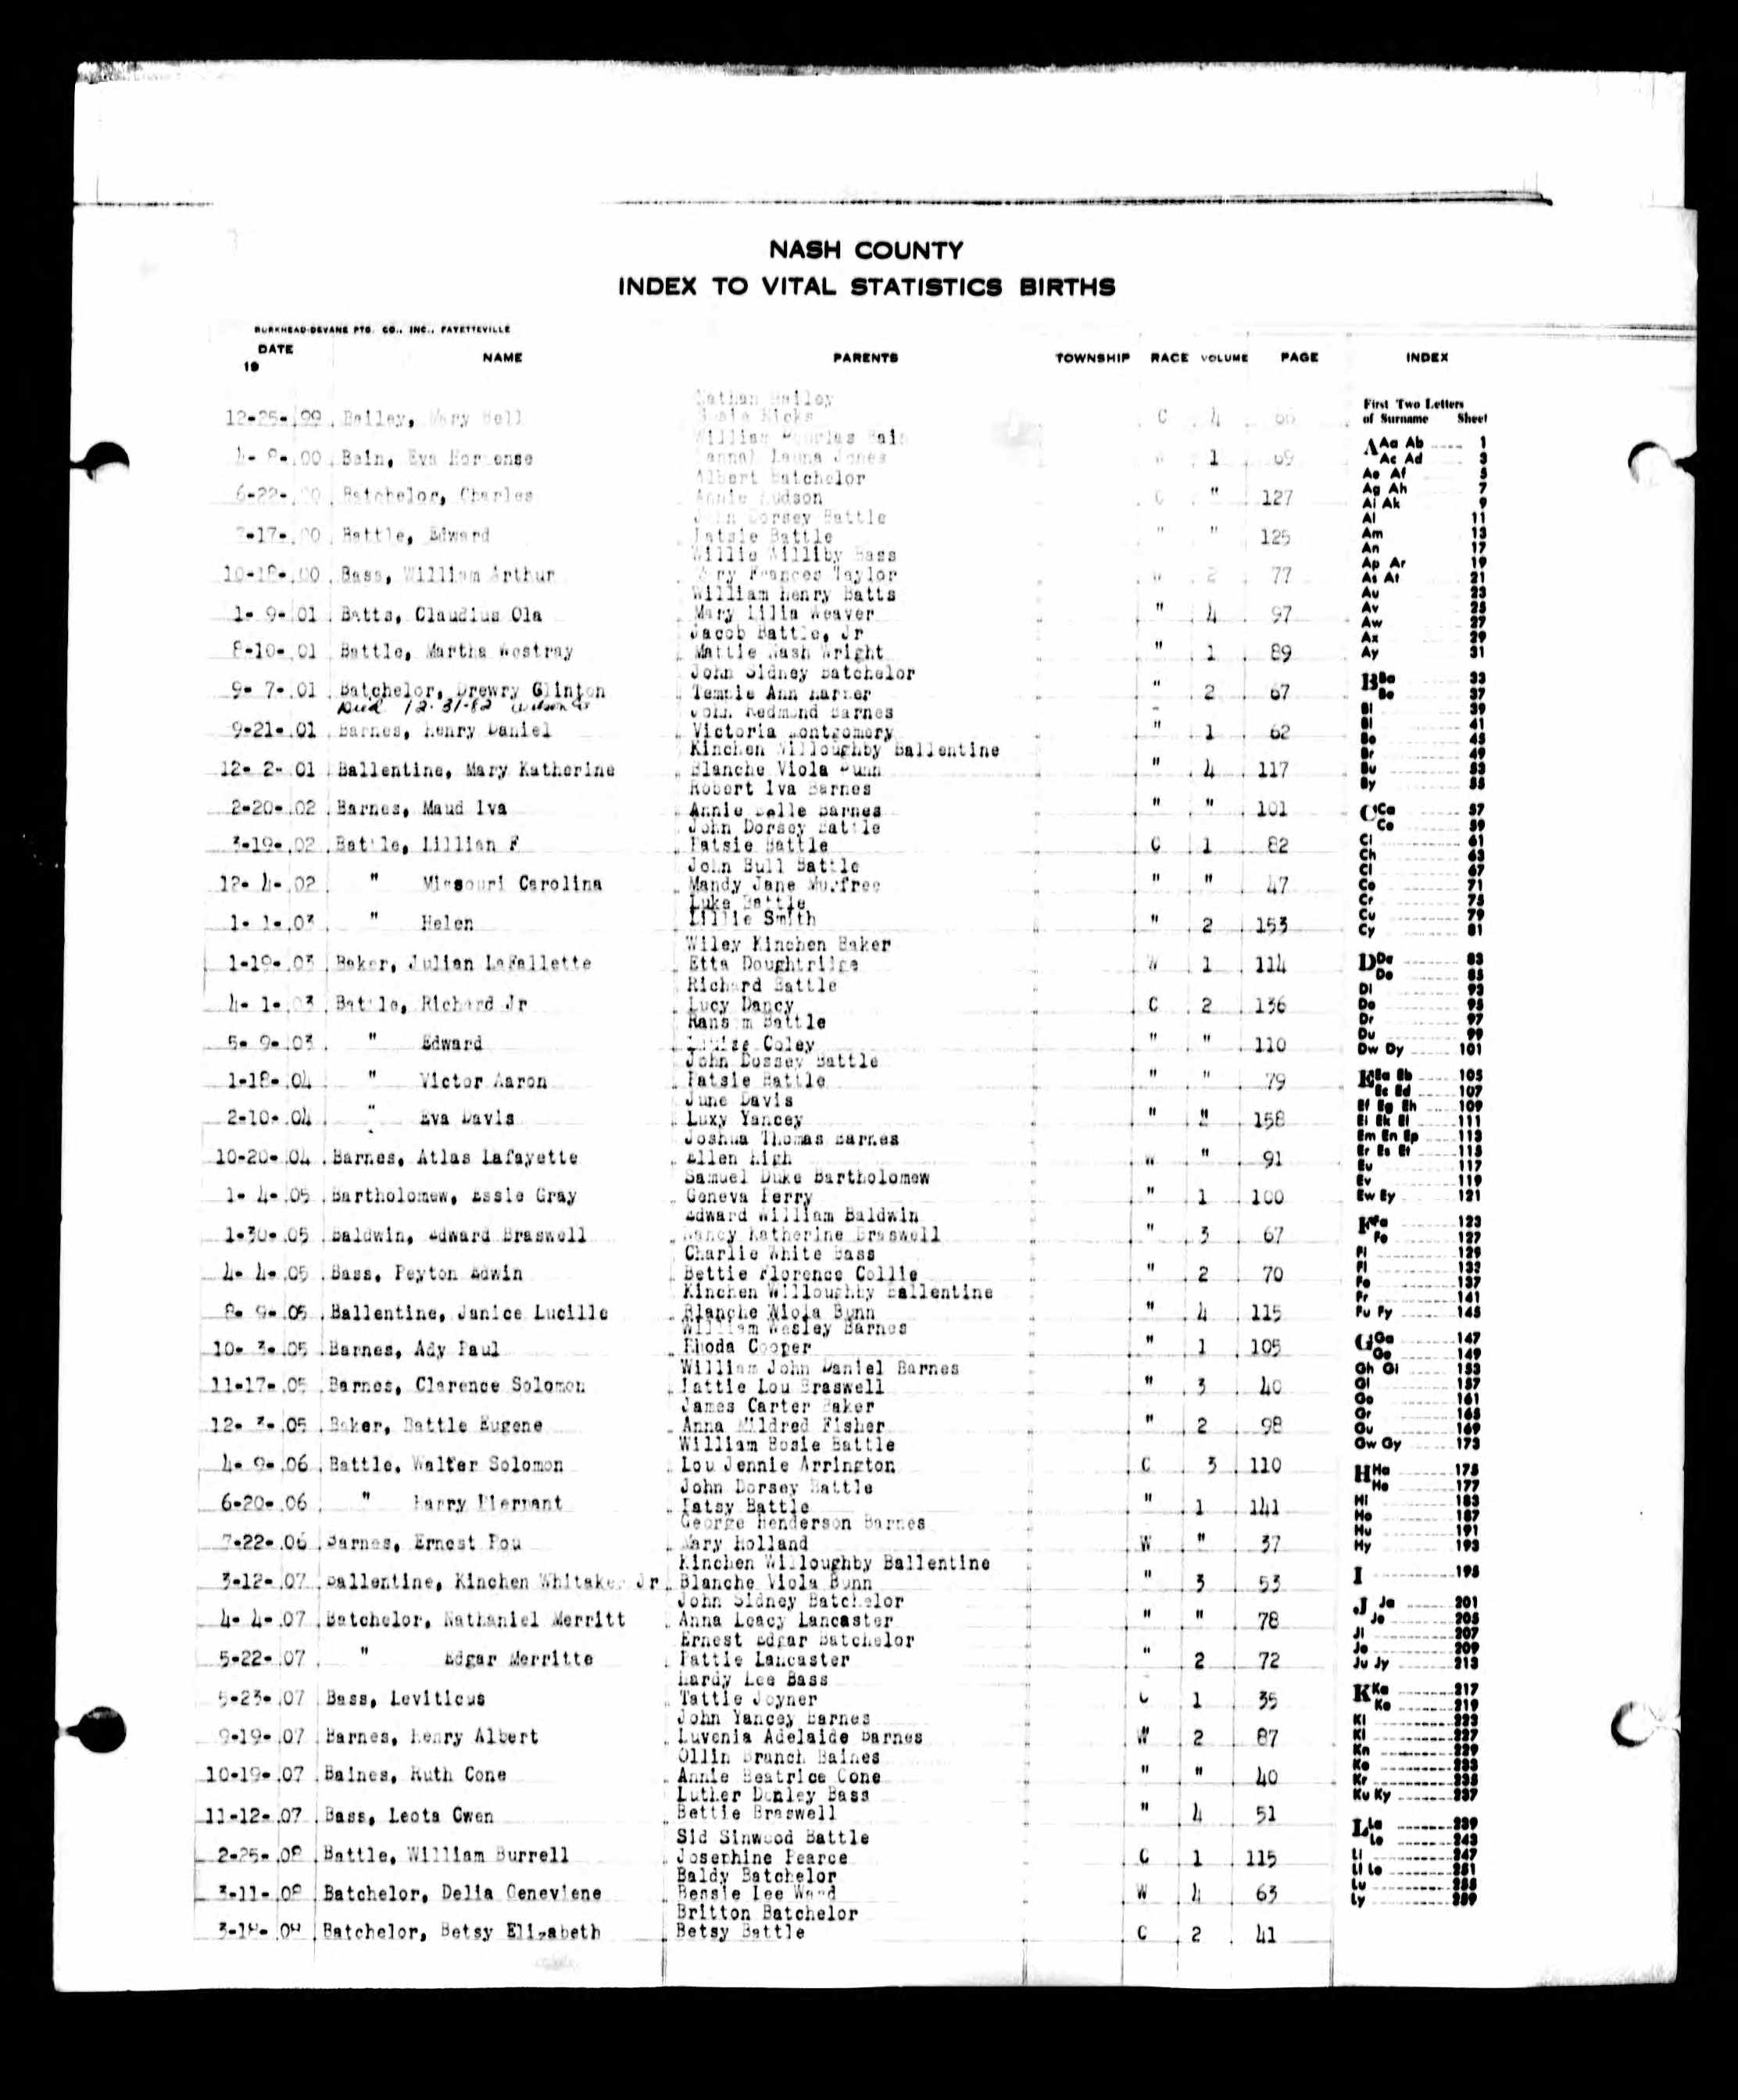 NASH COUNTY
INDEX TO VITAL STATISTICS BIRTHS
BURKHEAD-DEVANE PTG. CO., INC., FAYETTEVILLE
DATE 19 NAME PARENTS TOWNSHIP RACE VOLUME PAGE INDEX
Nathan Bailey
12-25- 99 Bailey, Mary Bell Hicks C 4
William Bain
00 Bain, Eva Hortense Launa Jones 1 69
Albert Batchelor
6-22- 00 Batchelor, Charles Annie Hudson C " 127
John Dorsey Battle
-17- 00 Battle, Edward Patsie Battle " " 125
Willie Williby Bass
10-18- 00 Bass, William Arthur Mary Frances Taylor W 2 77
William Henry Batts
1- 9- 01 Batts, Claudius Ola Mary Lilia Weaver " 4 97
Jacob Battle, Jr
8-10- 01 Battle, Martha Westray Mattie Nash Wright " 1 89
John Sidney Batchelor
9- 7- 01 Batchelor, Drewry Glinton Temple Ann " 2 67
Died 12-31-82 Wilson
John Redmond Barnes
9-21- 01 Barnes, Henry Daniel Victoria Montgomery " 1 62
Kinchen Willoughby Ballentine
12- 2- 01 Ballentine, Mary Katherine Blanche Viola Bunn " 4 117
Robert Iva Barnes
2-20- 02 Barnes, Maud Iva Annie Belle Barnes " " 101
John Dorsey Battle
3-19- 02 Battle, Lillian F Patsie Battle C 1 82
John Bull Battle
12- 4- 02 " Missouri Carolina Mandy Jane Murfree " " 47
Luke Battle
1- 1- 03 " Helen Lillie Smith " 2 153
Wiley Kinchen Baker
1-19- 03 Baker, Julian LaFallette Etta Doughtridge W 1 114
Richard Battle
4- 1- 03 Battle, Richard Jr Lucy Dancy C 2 136
Ransom Battle
5- 9- 03 " Edward Louize Coley " " 110
John Dossey Battle
1-18- 04 " Victor Aaron Patsie Battle " " 79
June Davis
2-10- 04 " Eva Davis Luxy Yancey " " 158
Joshua Thomas Barnes
10-20- 04 Barnes, Atlas Lafayette Ellen High W " 91
Samuel Duke Bartholomew
1- 4- 05 Bartholomew, Essie Gray Geneva Perry " 1 100
Edward William Baldwin
1-30- 05 Baldwin, Edward Braswell Nancy Katherine Braswell " 3 67
Charlie White Bass
4- 4- 05 Bass, Peyton Edwin Bettie Florence Collie " 2 70
Kinchen Willoughby Ballentine
8- 9- 05 Ballentine, Janice Lucille Blanche Viola Bunn " 4 115
William Wesley Barnes
10- 3- 05 Barnes, Ady Paul Rhoda Cooper " 1 105
William John Daniel Barnes
11-17- 05 Barnes, Clarence Solomon Pattie Lou Braswell " 3 40
James Carter Baker
12- 3- 05 Baker, Battle Eugene Anna Mildred Fisher " 2 98
William Bosie Battle
4- 9- 06 Battle, Walter Solomon Lou Jennie Arrington C 3 110
John Dorsey Battle
6-20- 06 " Harry Pierpant Patsy Battle " 1 141
George Henderson Barnes
7-22- 06 Barnes, Ernest Pou Mary Holland W " 37
Kinchen Willoughby Ballentine
3-12- 07 Ballentine, Kinchen Whitaker Jr Blanche Viola Bunn " 3 53
John Sidney Batchelor
4- 4- 07 Batchelor, Nathaniel Merritt Anna Leacy Lancaster " " 78
Ernest Edgar Batchelor
5-22- 07 " Edgar Merritte Pattie Lancaster " 2 72
Hardy Lee Bass
5-23- 07 Bass, Leviticus Tattie Joyner C 1 35
John Yancey Barnes
9-19- 07 Barnes, Henry Albert Luvenia Adelaide Barnes W 2 87
Ollin Branch Baines
10-19- 07 Baines, Ruth Cone Annie Beatrice Cone " " 40
Luther Donley Bass
11-12- 07 Bass, Leota Gwen Bettie Braswell " 4 51
Sid Sinwood Battle
2-25- 08 Battle, William Burrell Josephine Pearce C 1 115
Baldy Batchelor
3-11- 08 Batchelor, Delia Geneviene Bessie Lee Ward W 4 63
Britton Batchelor
3-18- 08 Batchelor, Betsy Elizabeth Betsy Battle C 2 41
First Two Letters
of Surname Sheet
A Aa Ab 1
Ac Ad 3
Ae Af 5
Ag Ah 7
Ai Ak 9
Al 11
Am 13
An 17
Ap Ar 19
As At 21
Au 23
Av 25
Aw 27
Ax 29
Ay 31
B Ba 33
Be 37
Bi 39
Bl 41
Bo 45
Br 49
Bu 53
By 55
C Ca 57
Ce 59
Ci 61
Ch 63
Cl 67
Co 71
Cr 75
Cu 79
Cy 81
D Da 83
De 85
Di 93
Do 95
Dr 97
Du 99
Dw Dy 101
E Ea Eb 105
Ec Ed 107
Ef Eg Eh 109
Ei Ek El 111
Em En Ep 113
Er Es Et 115
Eu 117
Ev 119
Ew Ey 121
F Fa 123
Fe 127
Fi 129
Fl 133
Fo 137
Fr 141
Fu Fy 145
G Ga 147
Ge 149
Gh Gi 153
Gl 157
Go 161
Gr 165
Gu 169
Gw Gy 173
H Ha 175
He 177
Hi 183
Ho 187
Hu 191
Hy 193
I 195
J Ja 201
Je 205
Ji 207
Jo 209
Ju Jy 213
K Ka 217
Ke 219
Ki 223
Kl 227
Kn 229
Ko 233
Kr 235
Ku Ky 237
L La 239
Le 243
Li 247
Ll Lo 251
Lu 255
Ly 259